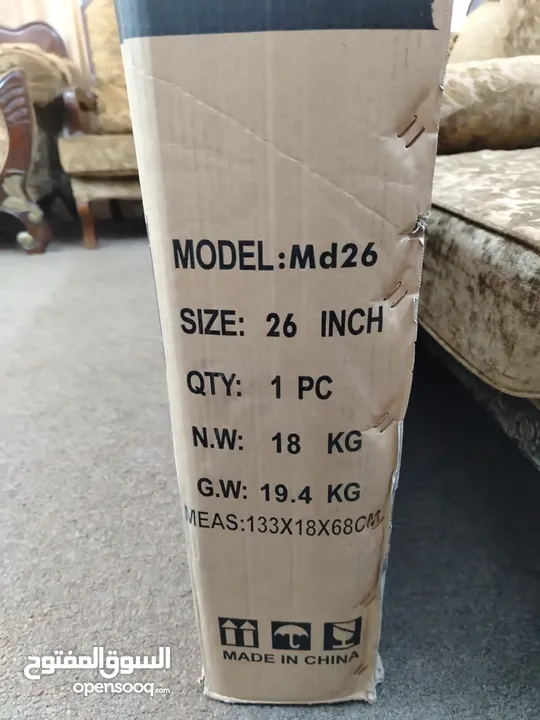 MODEL:Md26
SIZE: 26 INCH
QTY: 1 PC
N.W: 18 KG
G.W: 19.4 KG
MEAS:133X18X68CM
MADE IN CHINA
السوق المفتوح
opensooq.com